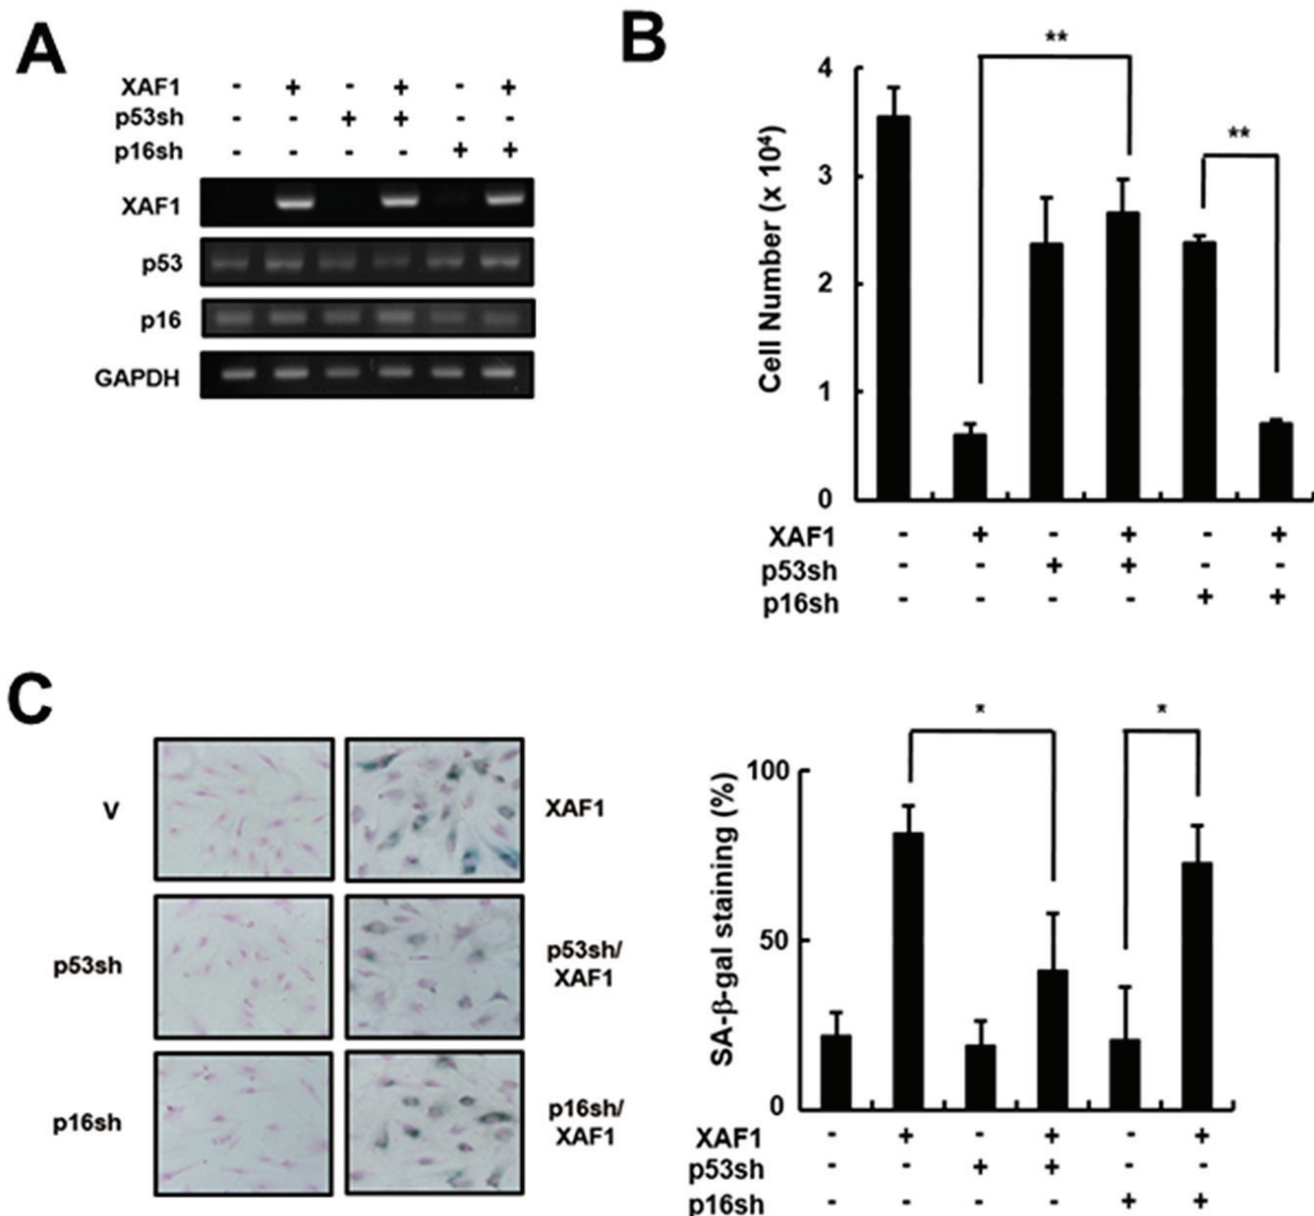 A
XAF1 - + - + - +
p53sh - - + + - -
p16sh - - - - + +
XAF1
p53
p16
GAPDH
B
**
**
4
3
2
1
0
Cell Number (x 10⁴)
XAF1 - + - + - +
p53sh - - + + - -
p16sh - - - - + +
C
V
XAF1
p53sh
p53sh/
XAF1
p16sh
p16sh/
XAF1
*
*
100
50
0
SA-β-gal staining (%)
XAF1 - + - + - +
p53sh - - + + - -
p16sh - - - - + +